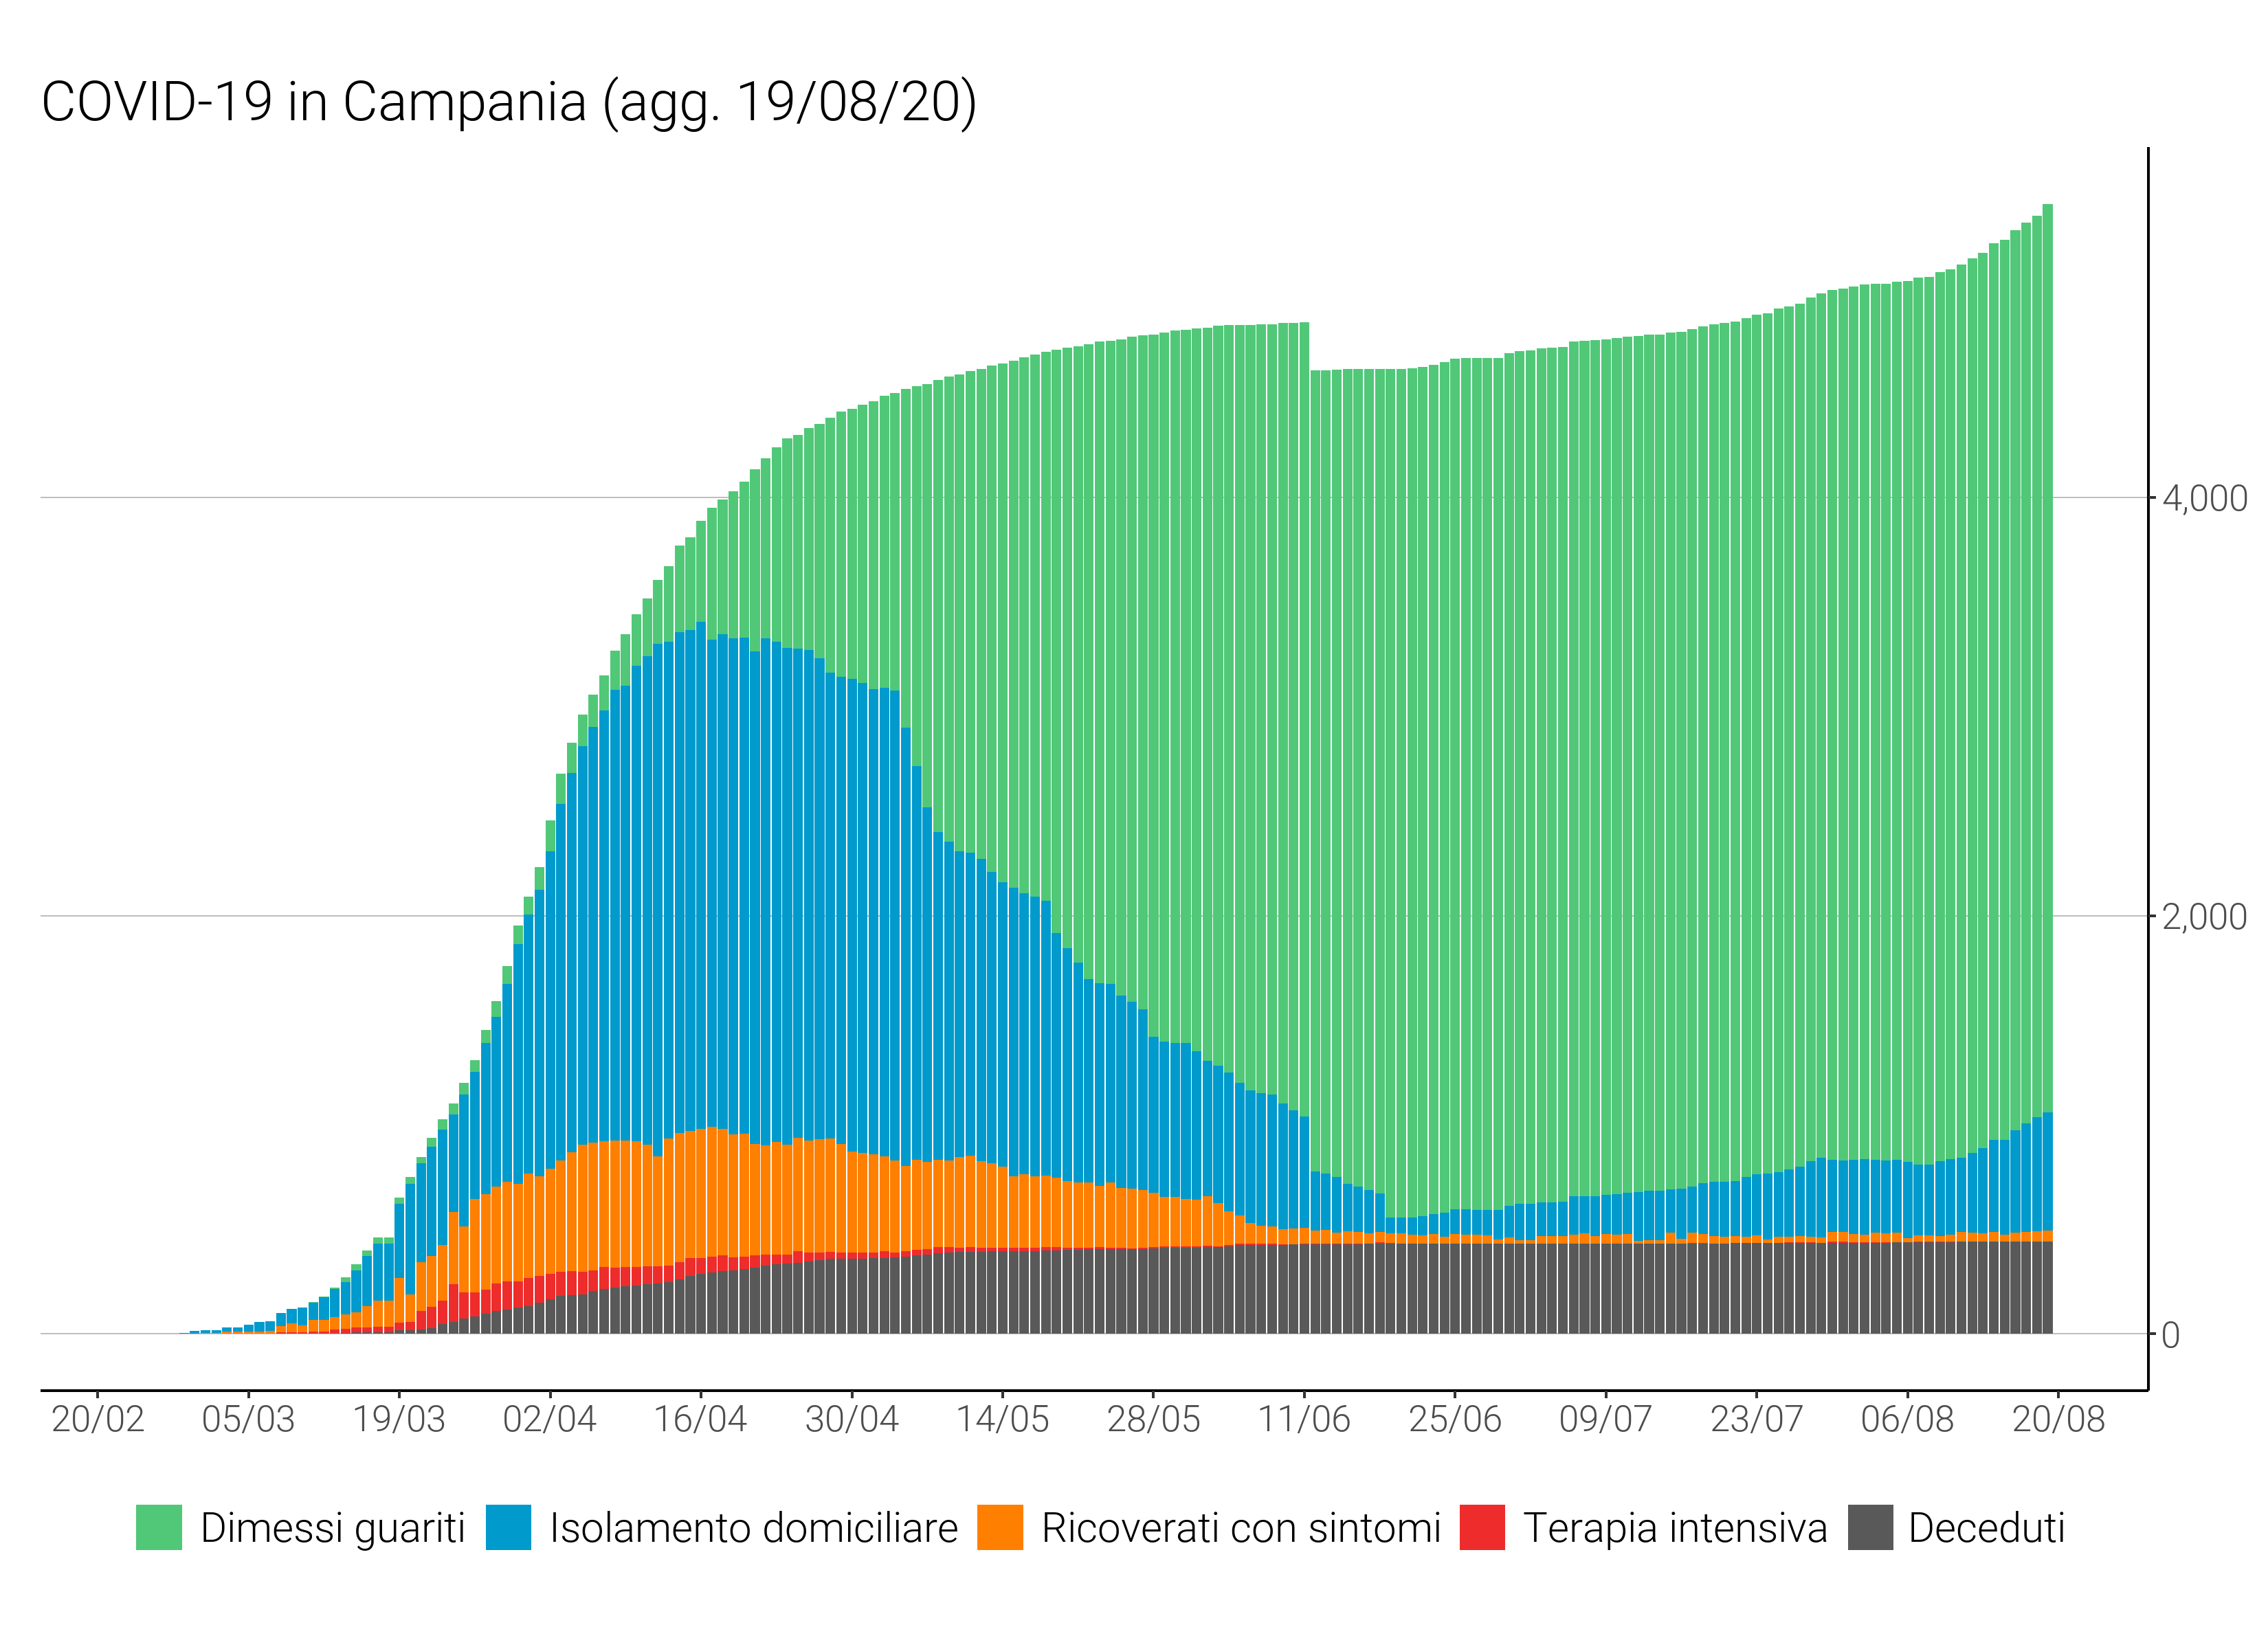 COVID-19 in Campania (agg. 19/08/20)
4,000
2,000
0
20/02 05/03 19/03 02/04 16/04 30/04 14/05 28/05 11/06 25/06 09/07 23/07 06/08 20/08
Dimessi guariti Isolamento domiciliare Ricoverati con sintomi Terapia intensiva Deceduti